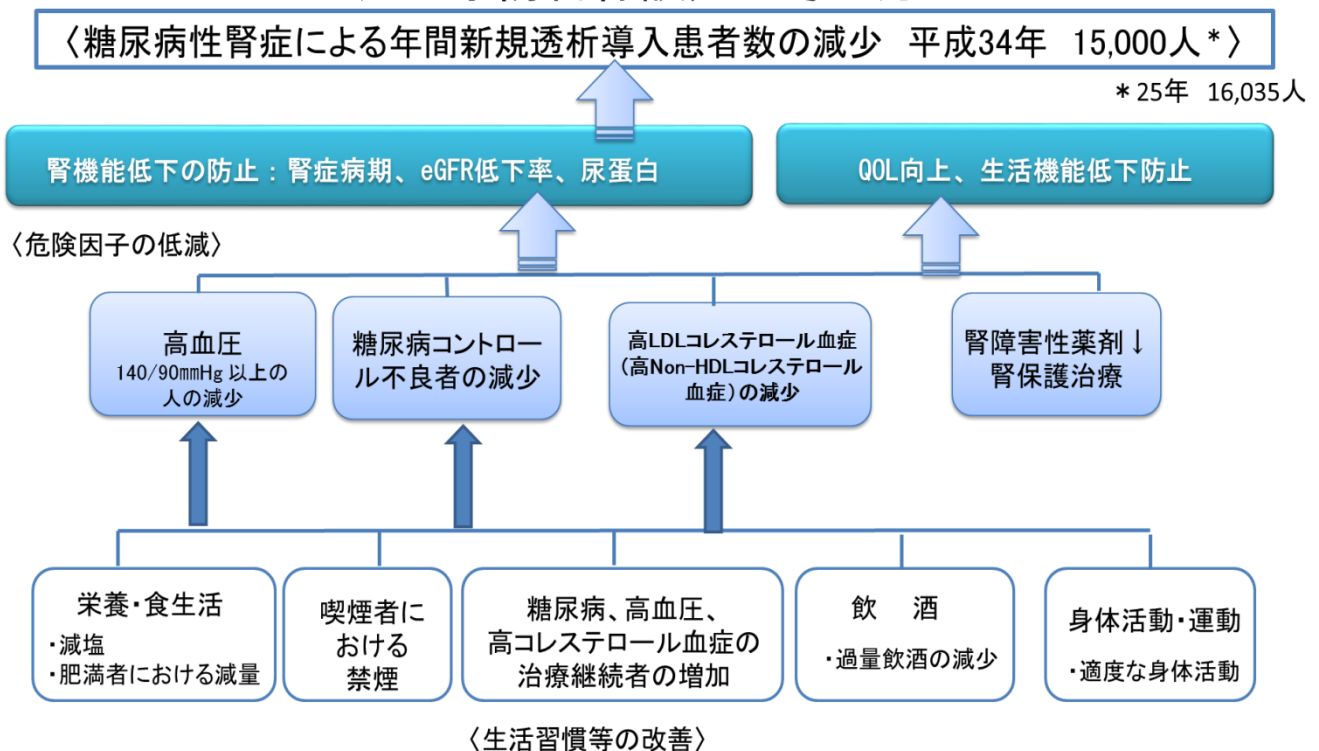 〈糖尿病性腎症による年間新規透析導入患者数の減少 平成34年 15,000人*〉
*25年 16,035人
腎機能低下の防止：腎症病期、eGFR低下率、尿蛋白
QOL向上、生活機能低下防止
〈危険因子の低減〉
高血圧
140/90mmHg 以上の
人の減少
糖尿病コントロー
ル不良者の減少
高LDLコレステロール血症
(高Non-HDLコレステロール
血症)の減少
腎障害性薬剤↓
腎保護治療
栄養・食生活
・減塩
・肥満者における減量
喫煙者に
おける
禁煙
糖尿病、高血圧、
高コレステロール血症の
治療継続者の増加
飲 酒
・過量飲酒の減少
身体活動・運動
・適度な身体活動
〈生活習慣等の改善〉